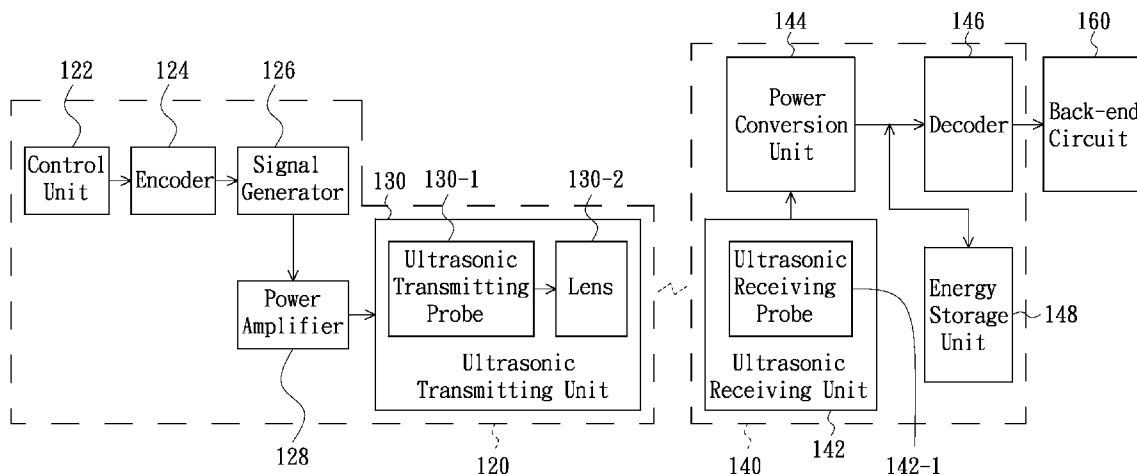 122
124
126
144
146
160
Control
Unit
Encoder
Signal
Generator
130
130-1
130-2
Power
Conversion
Unit
Decoder
Back-end
Circuit
Ultrasonic
Transmitting
Probe
Lens
Ultrasonic
Receiving
Probe
Power
Amplifier
Energy
Storage
Unit
148
Ultrasonic
Transmitting Unit
Ultrasonic
Receiving Unit
128
120
140
142
142-1